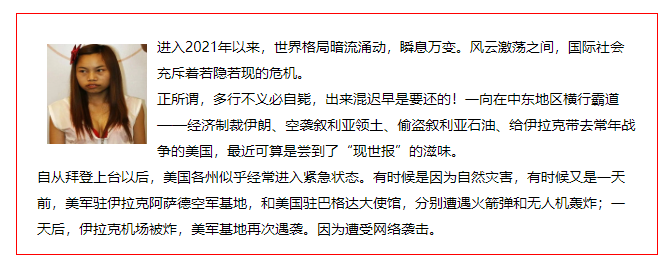 进入2021年以来，世界格局暗流涌动，瞬息万变。风云激荡之间，国际社会
充斥着若隐若现的危机。
正所谓，多行不义必自毙，出来混迟早是要还的！一向在中东地区横行霸道
——经济制裁伊朗、空袭叙利亚领土、偷盗叙利亚石油、给伊拉克带去常年战
争的美国，最近可算是尝到了“现世报”的滋味。
自从拜登上台以后，美国各州似乎经常进入紧急状态。有时候是因为自然灾害，有时候又是一天
前，美军驻伊拉克阿萨德空军基地，和美国驻巴格达大使馆，分别遭遇火箭弹和无人机轰炸；一
天后，伊拉克机场被炸，美军基地再次遇袭。因为遭受网络袭击。